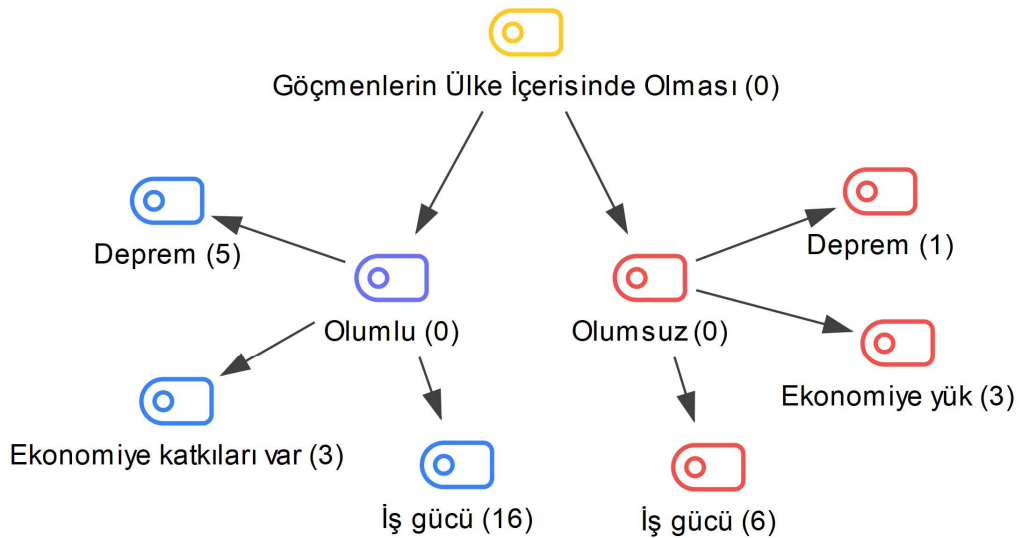 Göçmenlerin Ülke İçerisinde Olması (0)
Deprem (5)
Deprem (1)
Olumlu (0)
Olumsuz (0)
Ekonomiye yük (3)
Ekonomiye katkıları var (3)
İş gücü (16)
İş gücü (6)